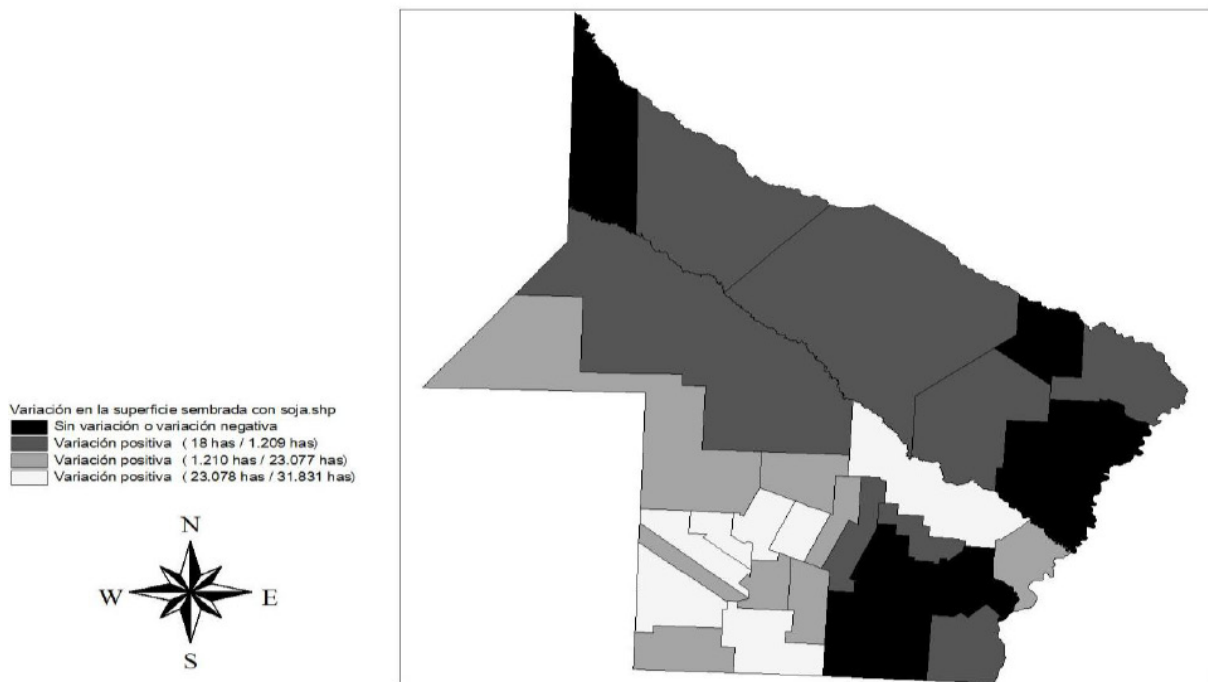 Variación en la superficie sembrada con soja.shp
Sin variación o variación negativa
Variación positiva ( 18 has / 1.209 has)
Variación positiva ( 1.210 has / 23.077 has)
Variación positiva ( 23.078 has / 31.831 has)
N
W E
S